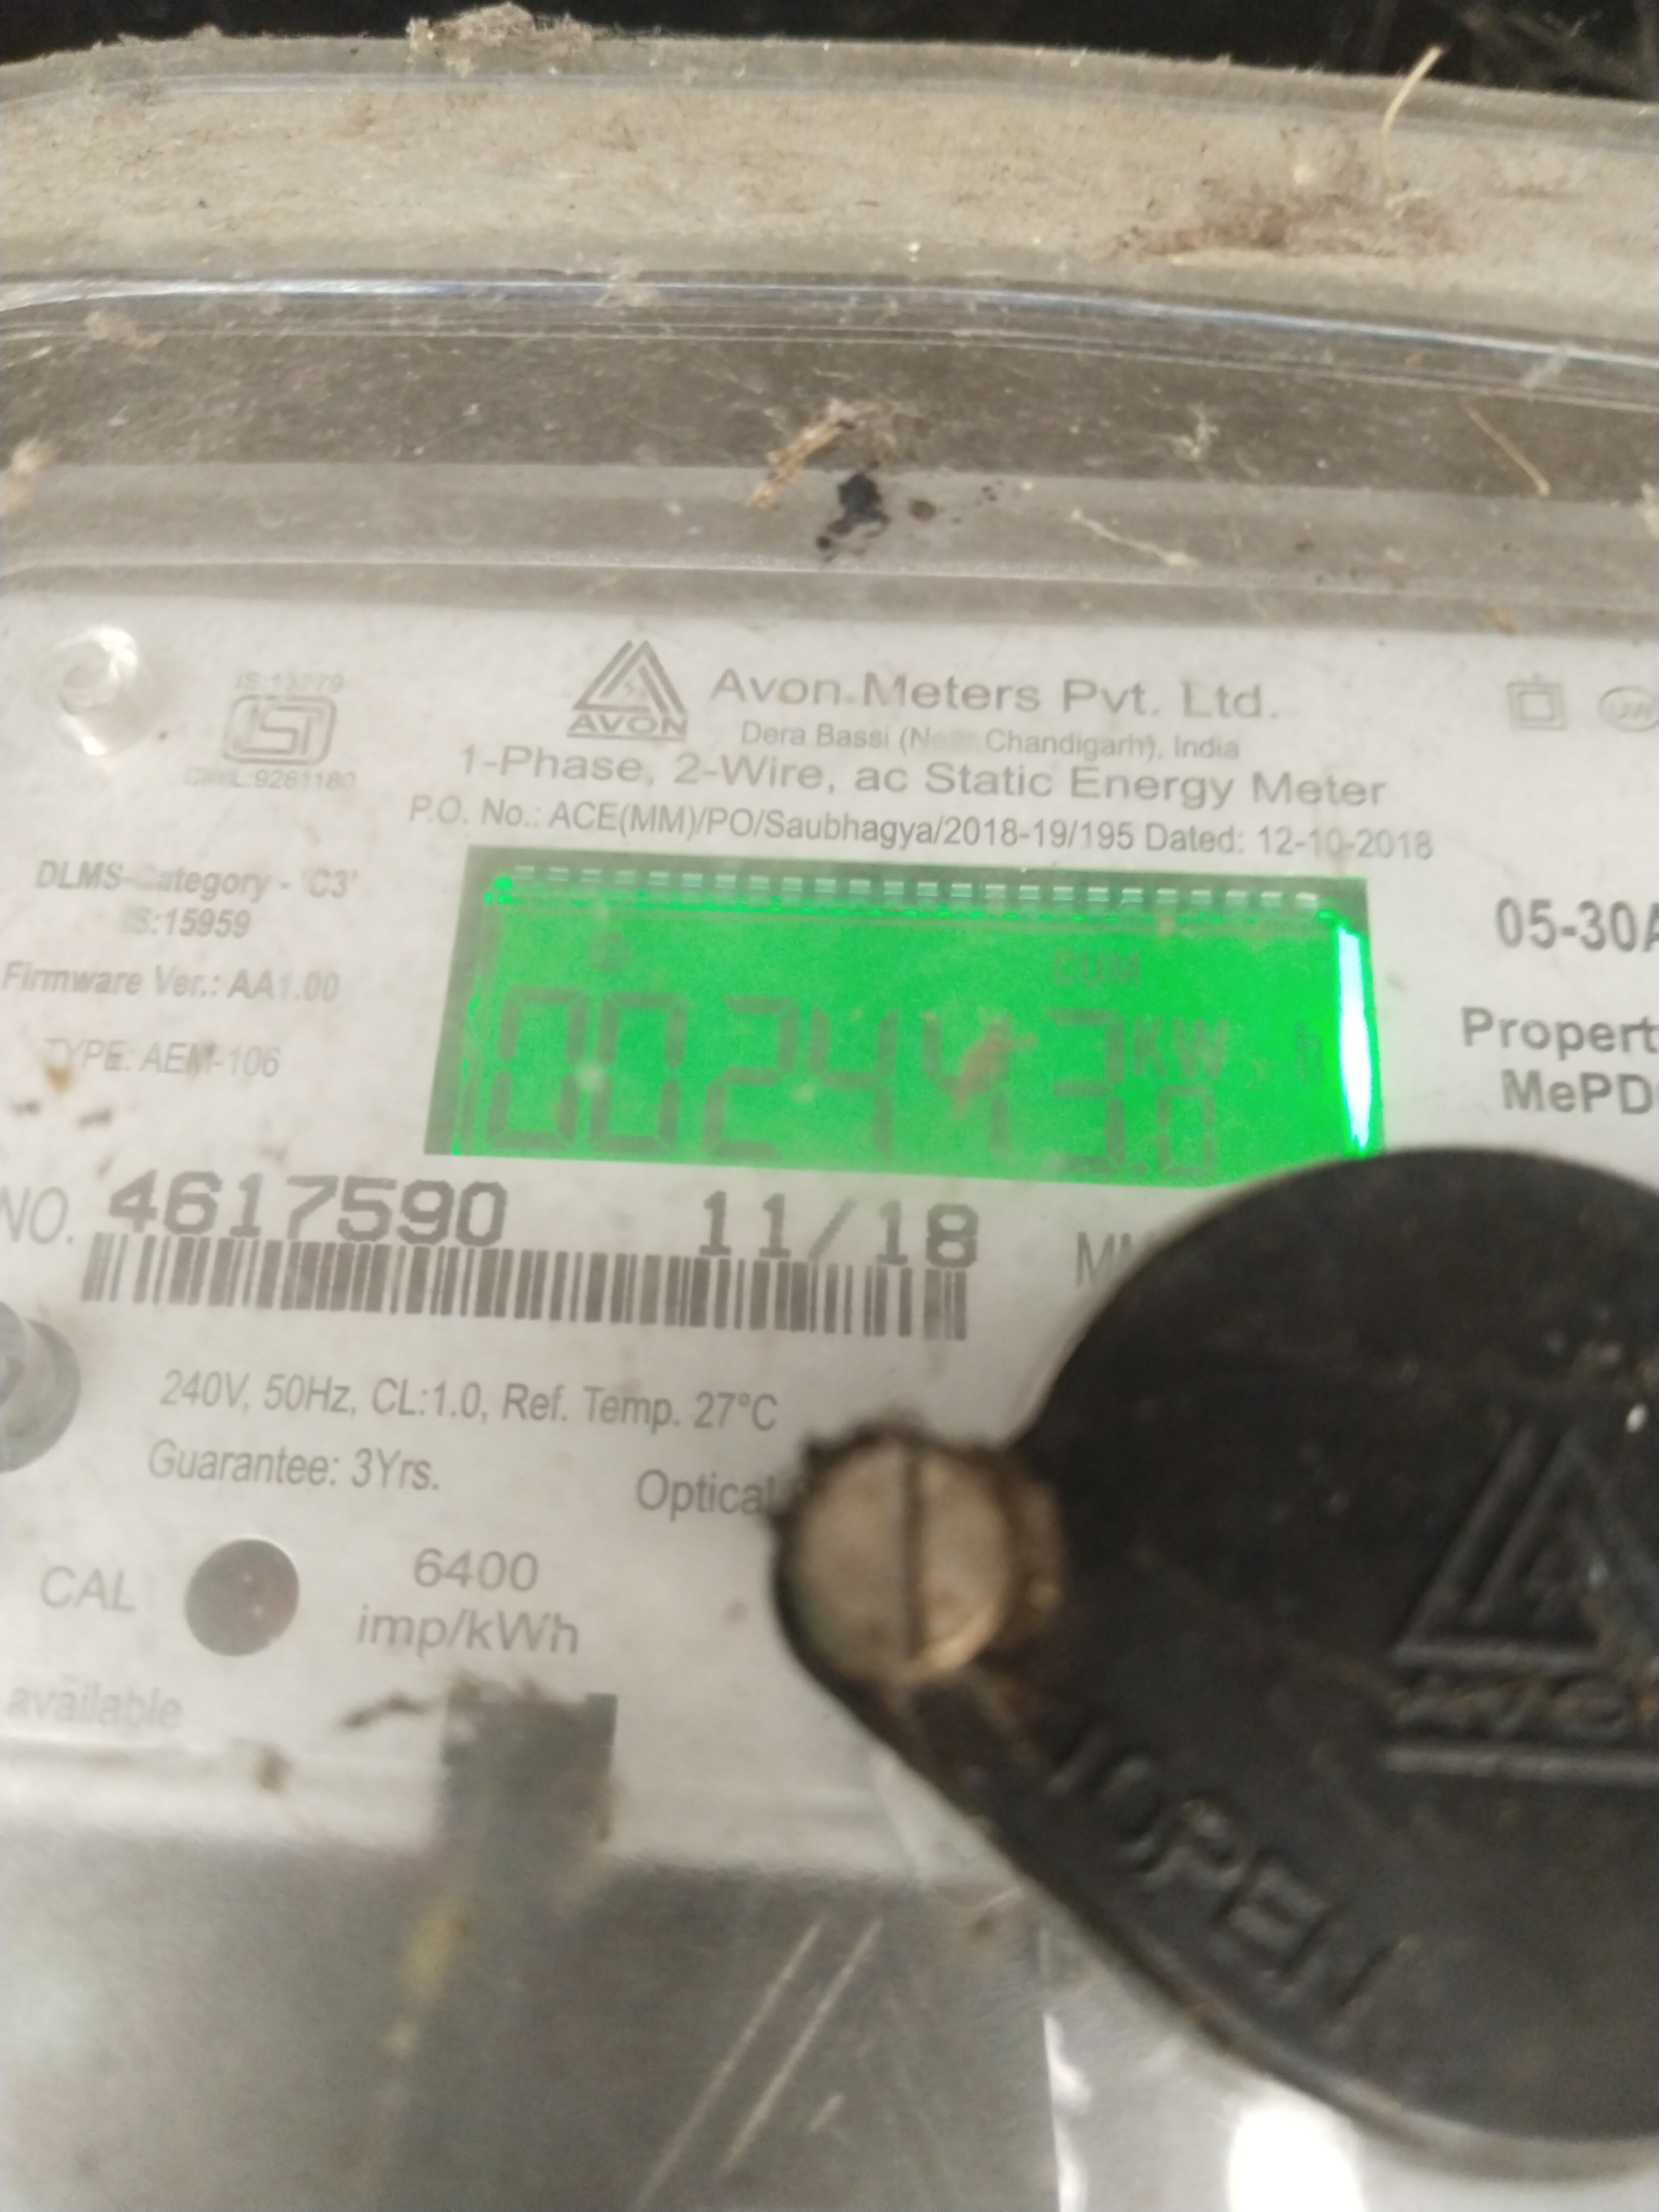 IS:13779
ISI
CM/L:9281180
AVON
Avon Meters Pvt. Ltd.
Dera Bassi (Near Chandigarh), India
1-Phase, 2-Wire, ac Static Energy Meter
P.O. No.: ACE(MM)/PO/Saubhagya/2018-19/195 Dated: 12-10-2018
DLMS-Category - 'C3'
IS:15959
Firmware Ver.: AA1.00
TYPE: AEM-106
CUM
002443.0 KW h
05-30A
Propert
MePD
NO. 4617590 11/18
240V, 50Hz, CL:1.0, Ref. Temp. 27°C
Guarantee: 3Yrs.
Optical
CAL
6400
imp/kWh
available
OPEN